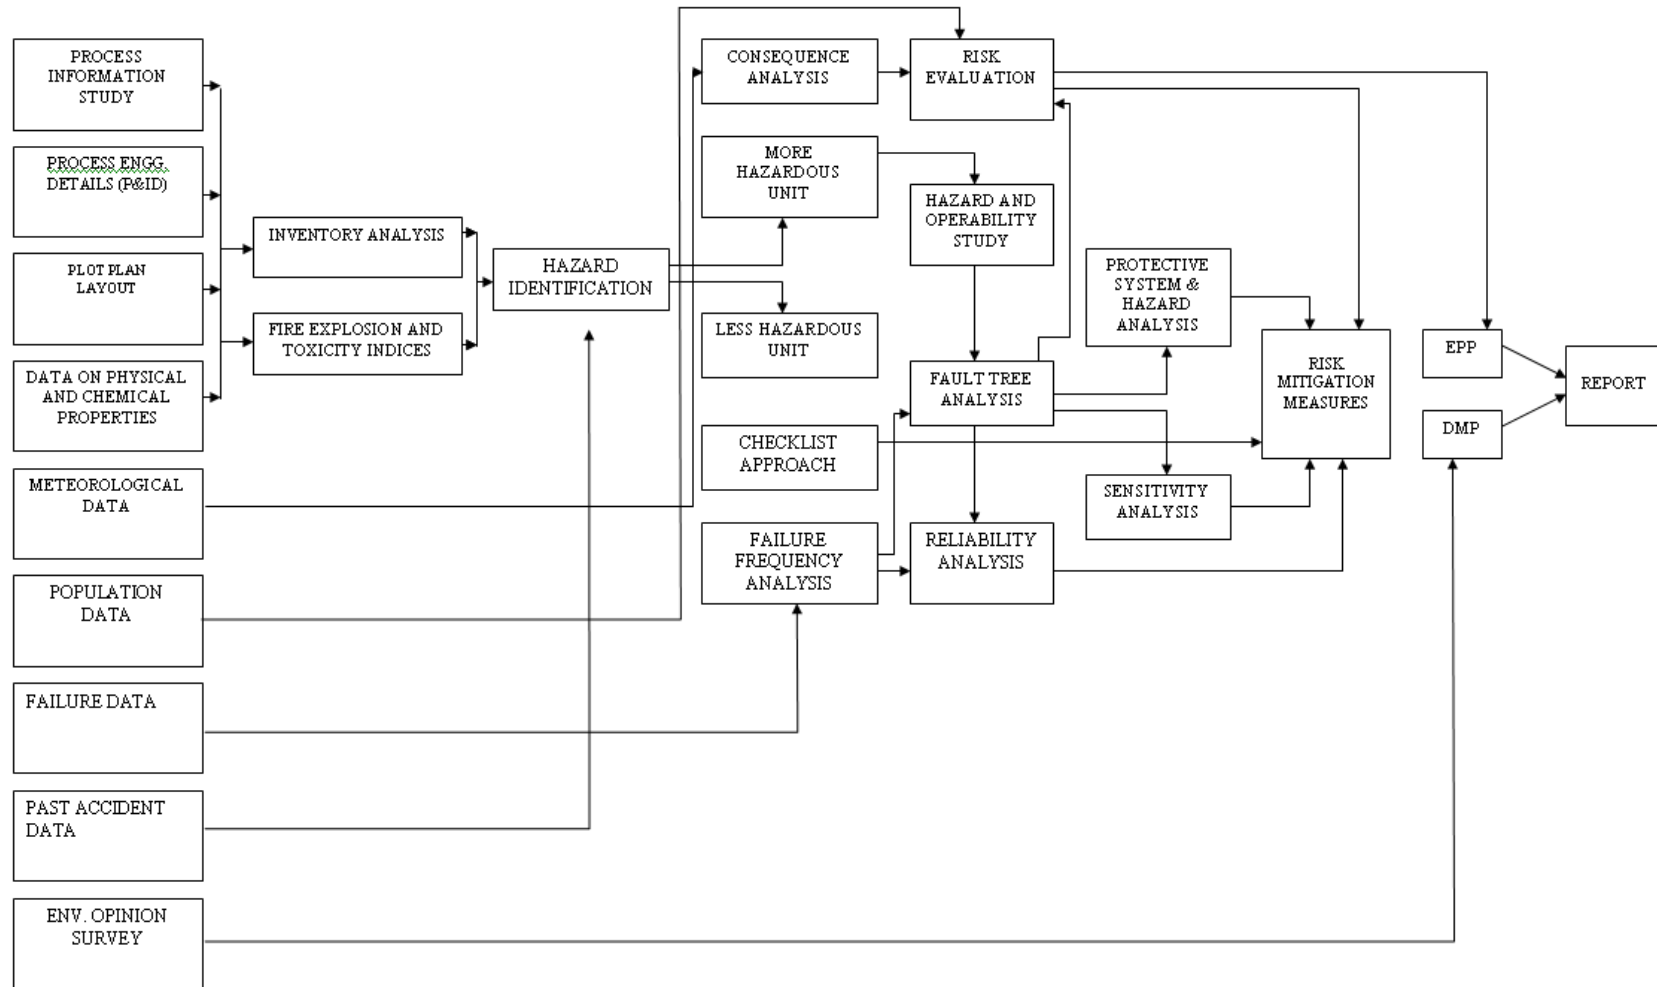 PROCESS
INFORMATION
STUDY
PROCESS ENGG.
DETAILS (P&ID)
PLOT PLAN
LAYOUT
DATA ON PHYSICAL
AND CHEMICAL
PROPERTIES
METEOROLOGICAL
DATA
POPULATION
DATA
FAILURE DATA
PAST ACCIDENT
DATA
ENV. OPINION
SURVEY
INVENTORY ANALYSIS
FIRE EXPLOSION AND
TOXICITY INDICES
HAZARD
IDENTIFICATION
CONSEQUENCE
ANALYSIS
MORE
HAZARDOUS
UNIT
LESS HAZARDOUS
UNIT
CHECKLIST
APPROACH
FAILURE
FREQUENCY
ANALYSIS
RISK
EVALUATION
HAZARD AND
OPERABILITY
STUDY
FAULT TREE
ANALYSIS
RELIABILITY
ANALYSIS
PROTECTIVE
SYSTEM &
HAZARD
ANALYSIS
SENSITIVITY
ANALYSIS
RISK
MITIGATION
MEASURES
EPP
DMP
REPORT